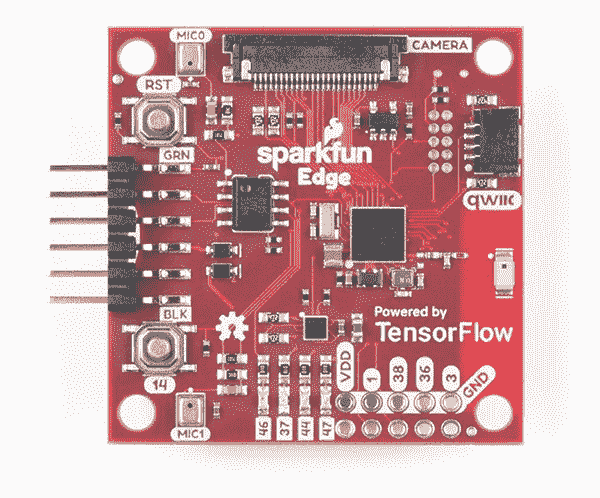 MIC0
CAMERA
RST
GRN
sparkfun
Edge
qwiic
BLK
Powered by
TensorFlow
14
VDD
1
38
36
3
GND
46
37
44
47
MIC1